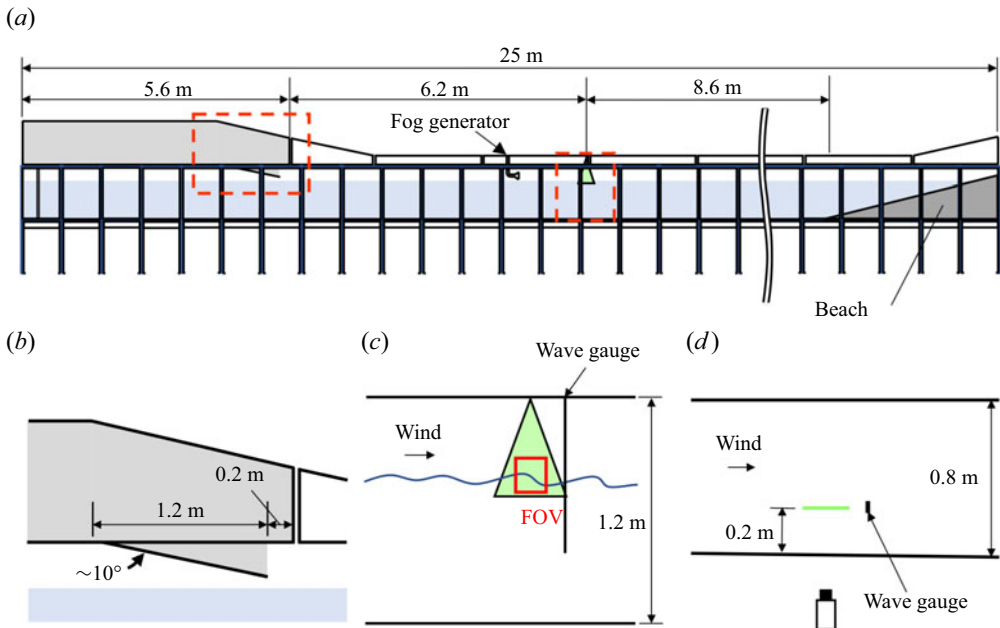 (a)
25 m
5.6 m
6.2 m
8.6 m
Fog generator
Beach
(b)
0.2 m
1.2 m
~10°
(c)
Wave gauge
Wind
FOV
1.2 m
(d)
Wind
0.8 m
0.2 m
Wave gauge